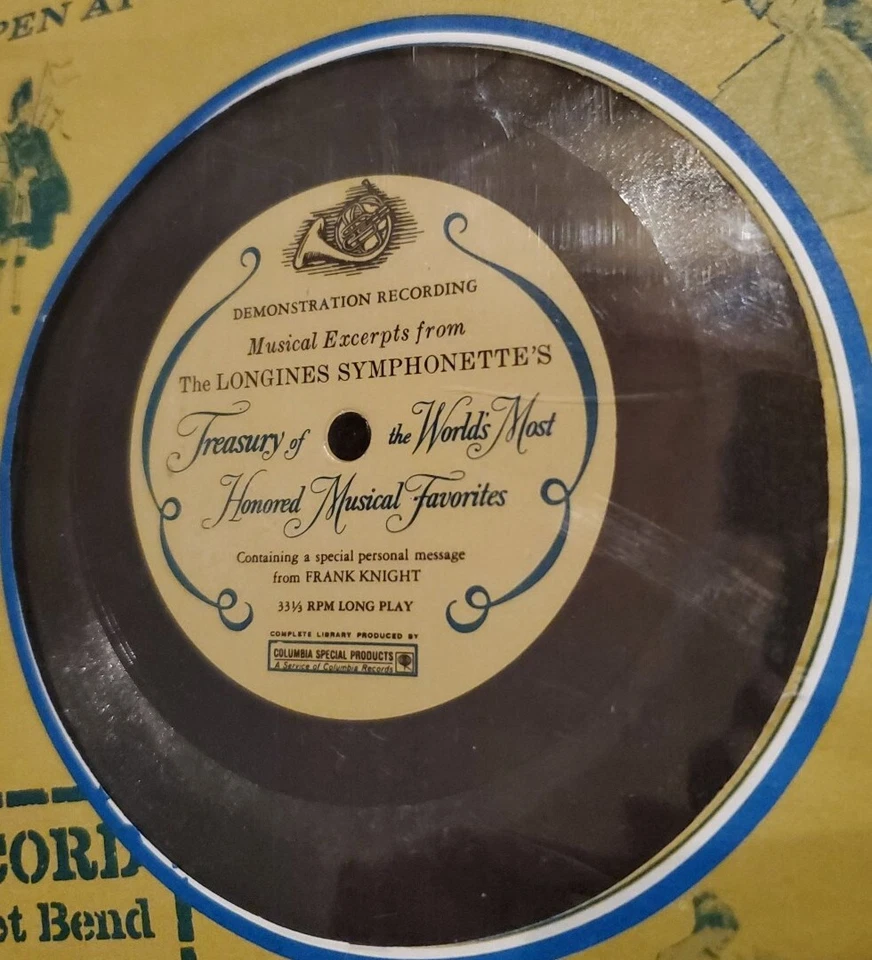 PEN AT
DEMONSTRATION RECORDING
Musical Excerpts from
The LONGINES SYMPHONETTE'S
Treasury of the World's Most
Honored Musical Favorites
Containing a special personal message
from FRANK KNIGHT
33⅓ RPM LONG PLAY
COMPLETE LIBRARY PRODUCED BY
COLUMBIA SPECIAL PRODUCTS
A Service of Columbia Records
CORD
ot Bend